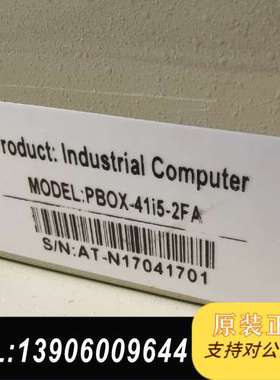 roduct: Industrial Computer
MODEL:PBOX-41i5-2FA
S/N:AT-N17041701
L:13906009644
原装正
支持对公